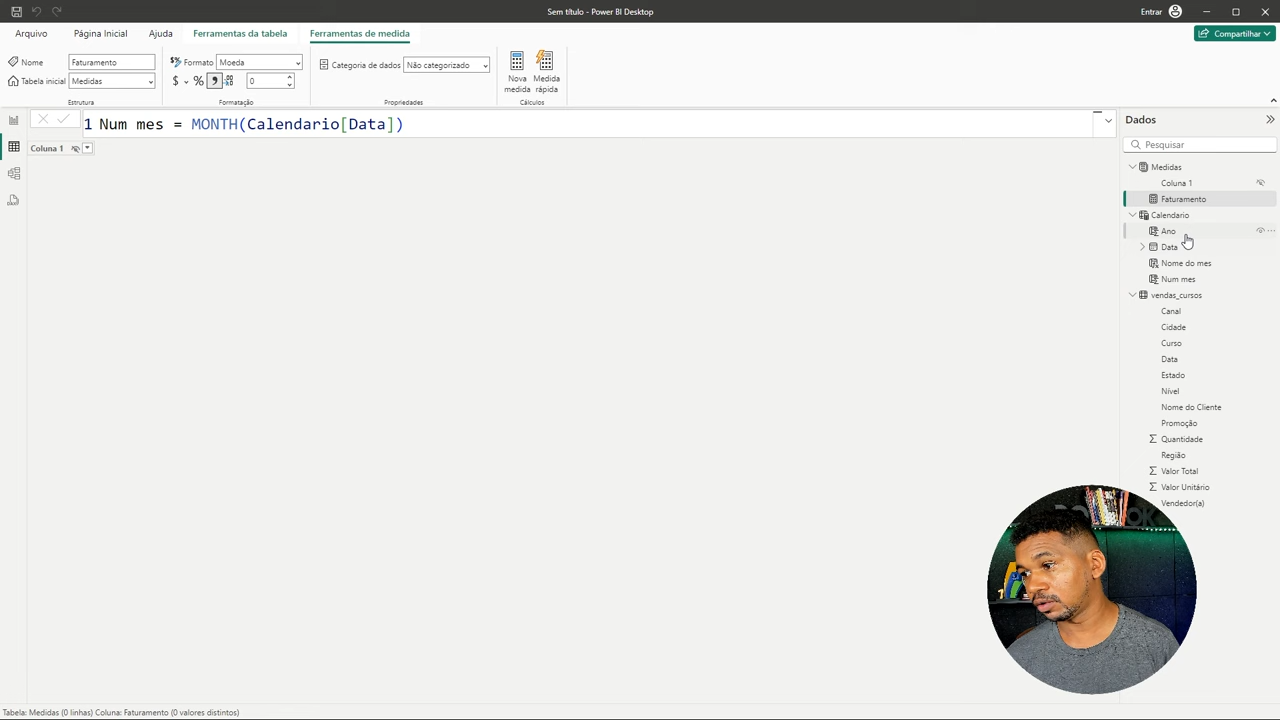 Sem título - Power BI Desktop
Entrar
Arquivo
Página Inicial
Ajuda
Ferramentas da tabela
Ferramentas de medida
Compartilhar
Nome
Faturamento
Tabela inicial
Medidas
Estrutura
Formato
Moeda
$
%
0
Formatação
Categoria de dados
Não categorizado
Propriedades
Nova medida
Medida rápida
Cálculos
1 Num mes = MONTH(Calendario[Data])
Coluna 1
Dados
Pesquisar
Medidas
Coluna 1
Faturamento
Calendario
Ano
Data
Nome do mes
Num mes
vendas_cursos
Canal
Cidade
Curso
Data
Estado
Nível
Nome do Cliente
Promoção
Quantidade
Região
Valor Total
Valor Unitário
Vendedor(a)
Tabela: Medidas (0 linhas) Coluna: Faturamento (0 valores distintos)